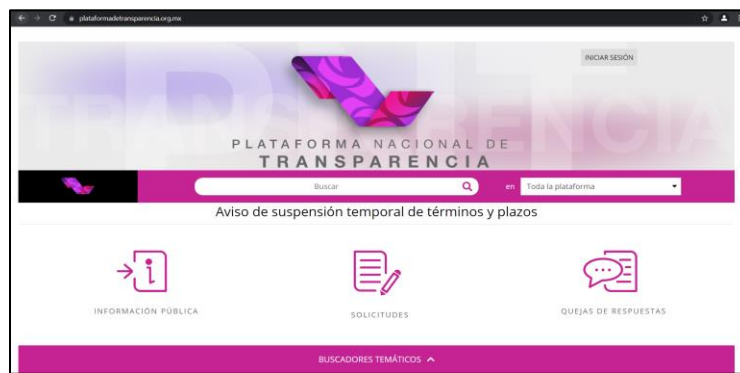 plataformadetransparencia.org.mx
INICIAR SESIÓN
PLATAFORMA NACIONAL DE
TRANSPARENCIA
Buscar
en
Toda la plataforma
Aviso de suspensión temporal de términos y plazos
INFORMACIÓN PÚBLICA
SOLICITUDES
QUEJAS DE RESPUESTAS
BUSCADORES TEMÁTICOS